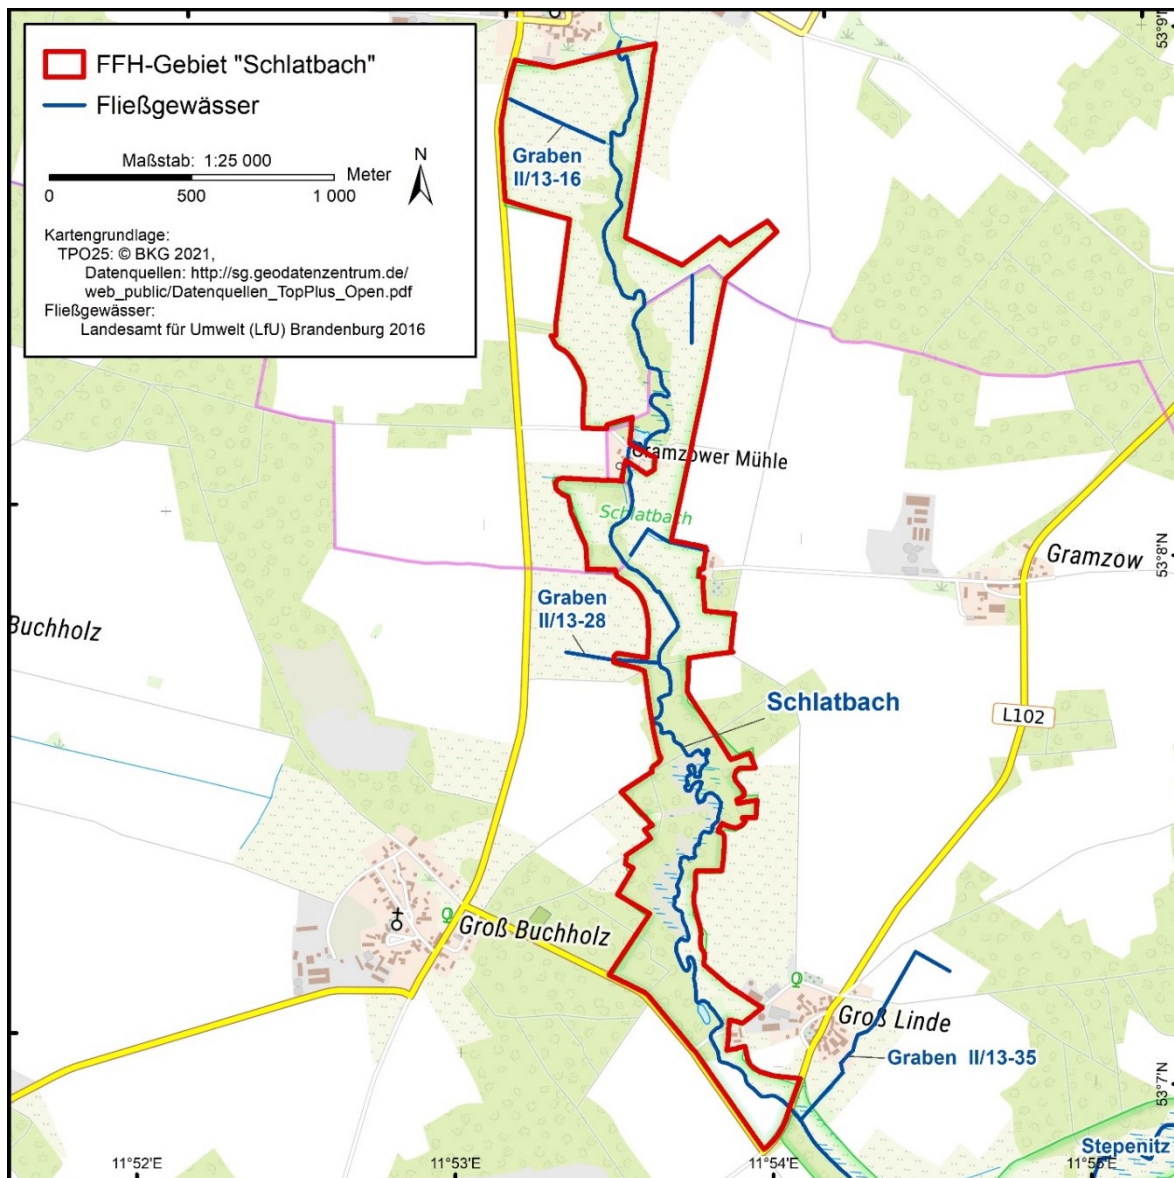 FFH-Gebiet "Schlatbach"
Fließgewässer
Maßstab: 1:25 000
Meter
0 500 1 000
N
Kartengrundlage:
TPO25: © BKG 2021,
Datenquellen: http://sg.geodatenzentrum.de/
web_public/Datenquellen_TopPlus_Open.pdf
Fließgewässer:
Landesamt für Umwelt (LfU) Brandenburg 2016
53°9'N
Graben
II/13-16
Gramzower Mühle
Schlatbach
Gramzow
53°8'N
Graben
II/13-28
Buchholz
Schlatbach
L102
Groß Buchholz
Groß Linde
Graben II/13-35
53°7'N
Stepenitz
11°52'E
11°53'E
11°54'E
11°55'E